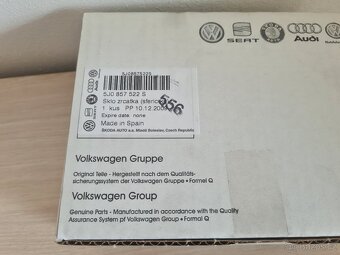 SEAT
Audi
5J0857522S
5J0 857 522 S
Sklo zrcátka (sférické
1 kus PP 10.12.200
Expire date none
Made in Spain
ŠKODA AUTO a.s. Mladá Boleslav, Czech Republic
556
Volkswagen Gruppe
Original Teile - Hergestellt nach dem Qualitäts-
sicherungssystem der Volkswagen Gruppe • Formel Q
Volkswagen Group
Genuine Parts - Manufactured in accordance with the Quality
Assurance System of Volkswagen Group • Formel Q